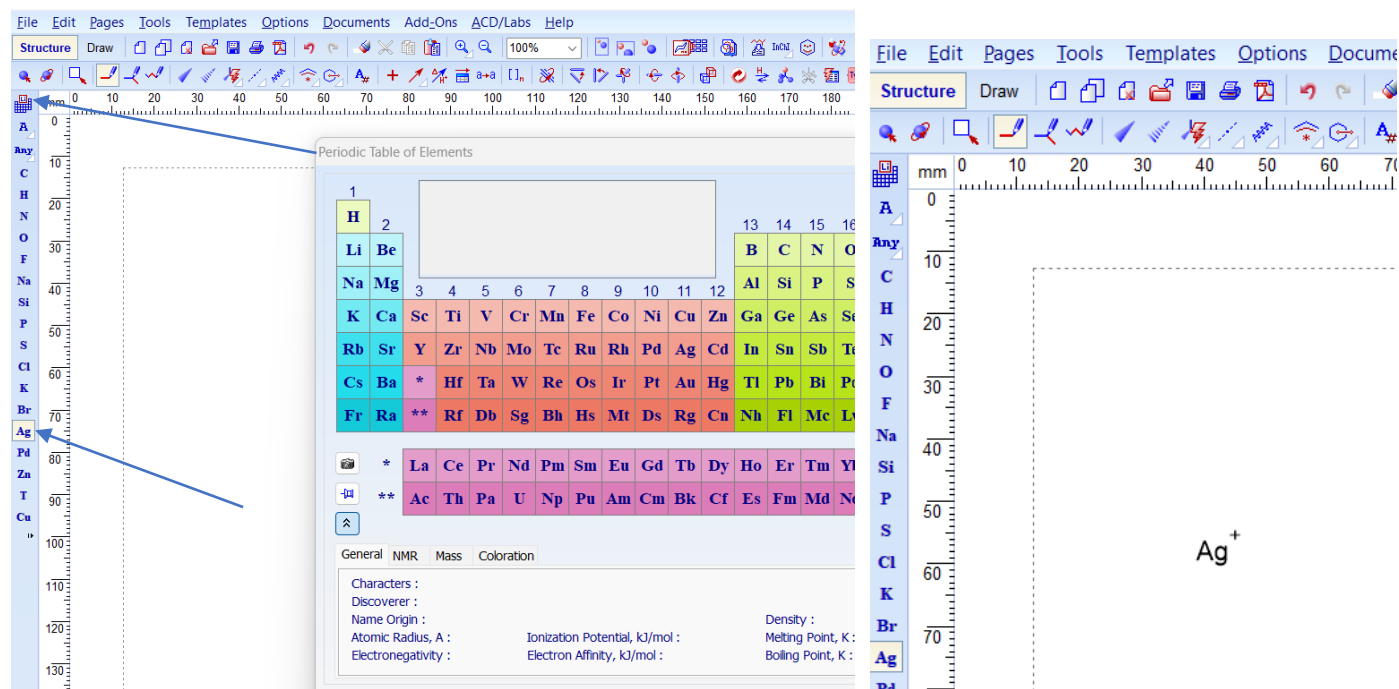 File Edit Pages Tools Templates Options Documents Add-Ons ACD/Labs Help
Structure Draw 100% InChI
A# a→a []n
mm 0 10 20 30 40 50 60 70 80 90 100 110 120 130 140 150 160 170 180
A
Any
C
H
N
O
F
Na
Si
P
S
Cl
K
Br
Ag
Pd
Zn
T
Cu
0
10
20
30
40
50
60
70
80
90
100
110
120
130
Periodic Table of Elements
1
H 2 13 14 15 16
Li Be B C N O
Na Mg 3 4 5 6 7 8 9 10 11 12 Al Si P S
K Ca Sc Ti V Cr Mn Fe Co Ni Cu Zn Ga Ge As Se
Rb Sr Y Zr Nb Mo Tc Ru Rh Pd Ag Cd In Sn Sb Te
Cs Ba * Hf Ta W Re Os Ir Pt Au Hg Tl Pb Bi Po
Fr Ra ** Rf Db Sg Bh Hs Mt Ds Rg Cn Nh Fl Mc Lv
* La Ce Pr Nd Pm Sm Eu Gd Tb Dy Ho Er Tm Yb
** Ac Th Pa U Np Pu Am Cm Bk Cf Es Fm Md No
General NMR Mass Coloration
Characters :
Discoverer :
Name Origin : Density :
Atomic Radius, A : Ionization Potential, kJ/mol : Melting Point, K :
Electronegativity : Electron Affinity, kJ/mol : Boiling Point, K :
File Edit Pages Tools Templates Options Docume
Structure Draw
A#
Li
mm 0 10 20 30 40 50 60 70
A
Any
C
H
N
O
F
Na
Si
P
S
Cl
K
Br
Ag
Pd
0
10
20
30
40
50
60
70
Ag+